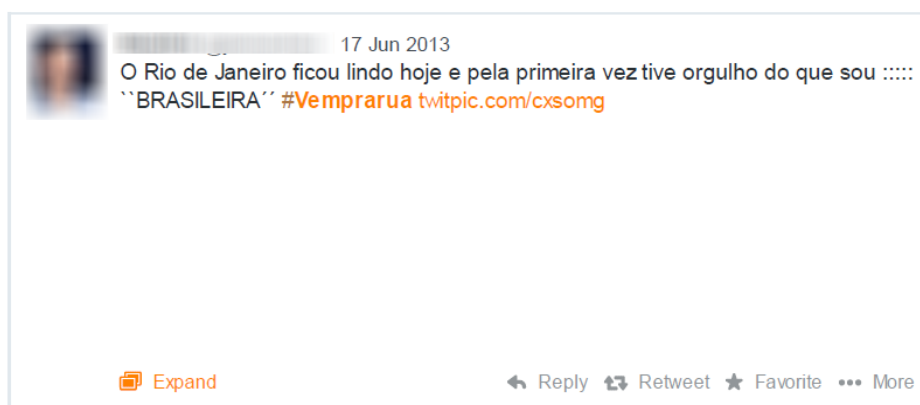 17 Jun 2013
O Rio de Janeiro ficou lindo hoje e pela primeira vez tive orgulho do que sou :::::
``BRASILEIRA´´ #Vemprarua twitpic.com/cxsomg
Expand Reply Retweet Favorite More